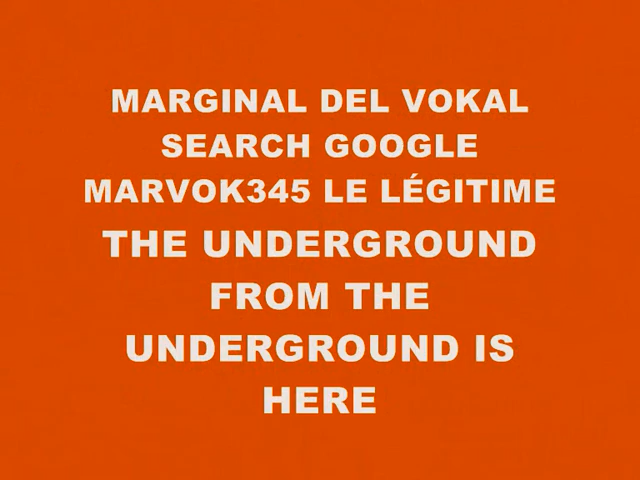 MARGINAL DEL VOKAL
SEARCH GOOGLE
MARVOK345 LE LÉGITIME
THE UNDERGROUND
FROM THE
UNDERGROUND IS
HERE